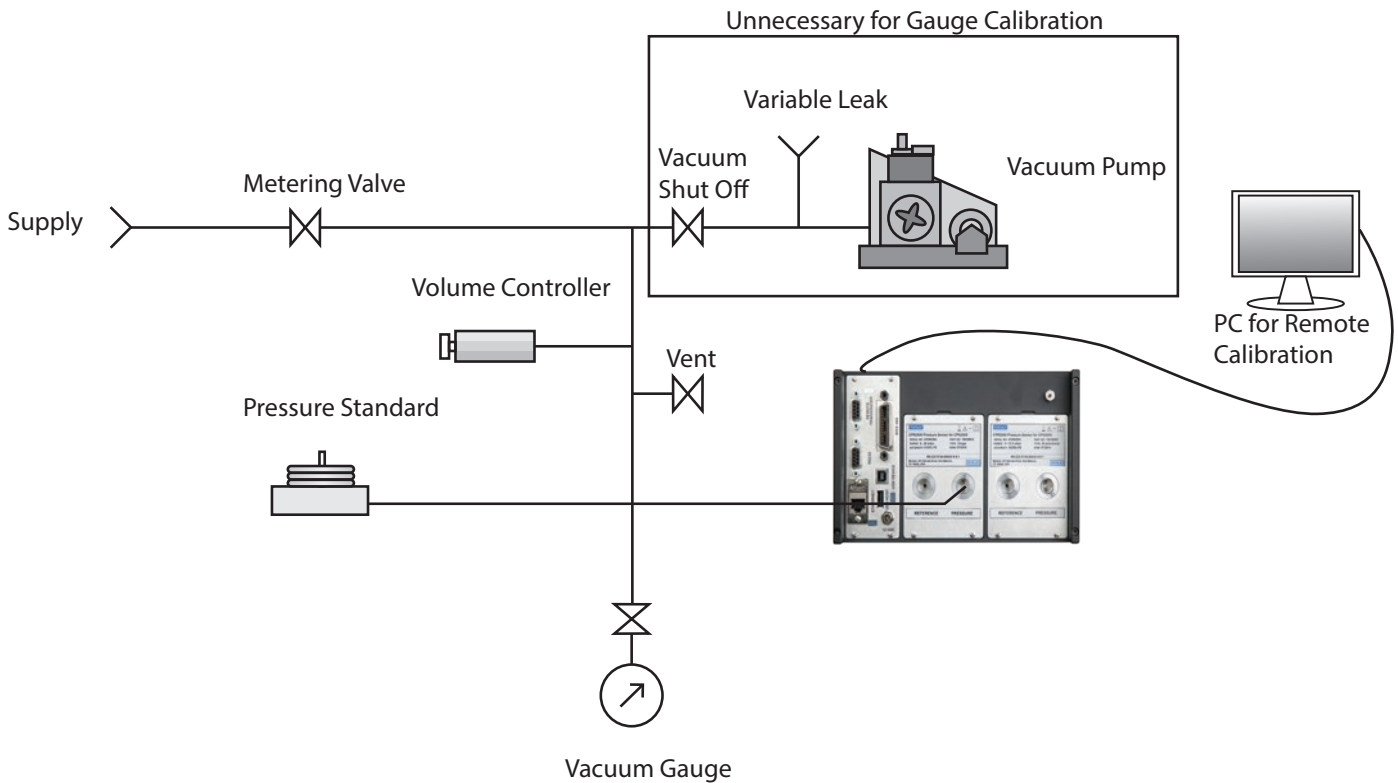 Unnecessary for Gauge Calibration
Variable Leak
Vacuum
Shut Off
Vacuum Pump
Metering Valve
Supply
Volume Controller
PC for Remote
Calibration
Vent
Pressure Standard
REFERENCE PRESSURE
REFERENCE PRESSURE
Vacuum Gauge